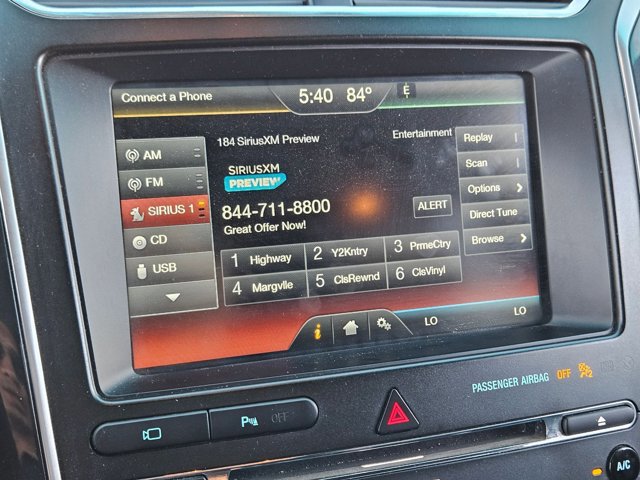 Connect a Phone
5:40 84°
E
184 SiriusXM Preview
Entertainment
Replay
AM
SIRIUSXM
PREVIEW
Scan
FM
844-711-8800
ALERT
Options
SIRIUS 1
Great Offer Now!
Direct Tune
CD
1 Highway
2 Y2Kntry
3 PrmeCtry
Browse
USB
4 Margvlle
5 ClsRewnd
6 ClsVinyl
i
LO
LO
PASSENGER AIRBAG OFF
2
P OFF
A/C